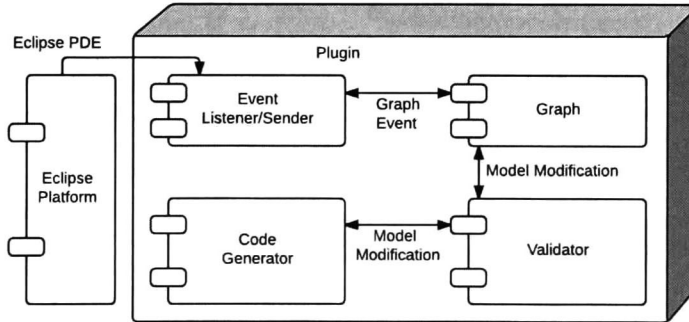 Eclipse PDE
Plugin
Event
Listener/Sender
Graph
Event
Graph
Model Modification
Eclipse
Platform
Code
Generator
Model
Modification
Validator